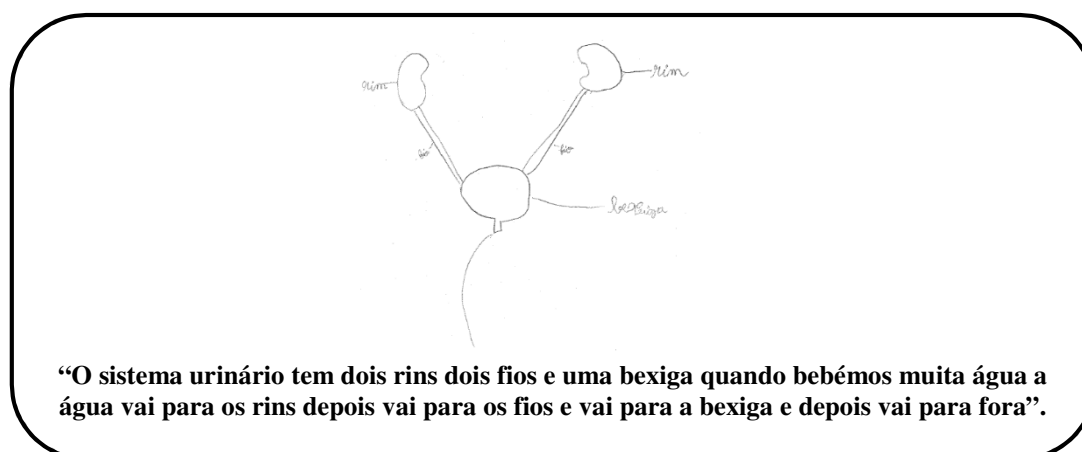 rim
rim
fio
fio
bexiga
“O sistema urinário tem dois rins dois fios e uma bexiga quando bebémos muita água a
água vai para os rins depois vai para os fios e vai para a bexiga e depois vai para fora”.